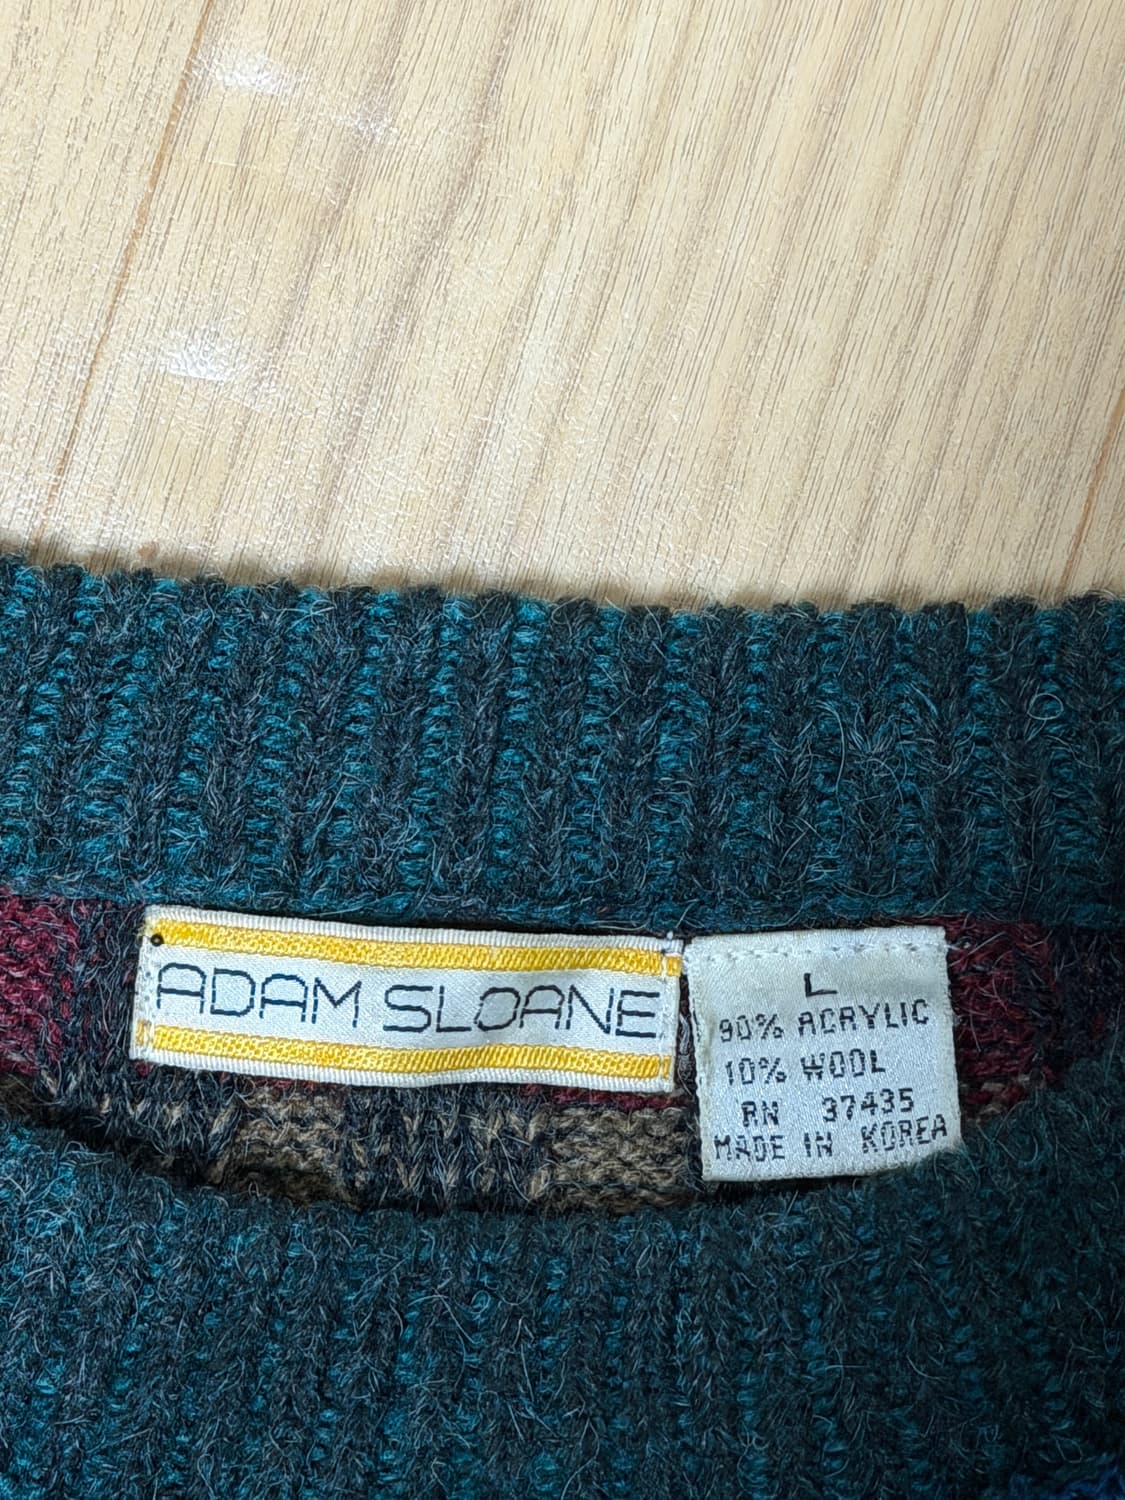 ADAM SLOANE
L
90% ACRYLIC
10% WOOL
RN 37435
MADE IN KOREA